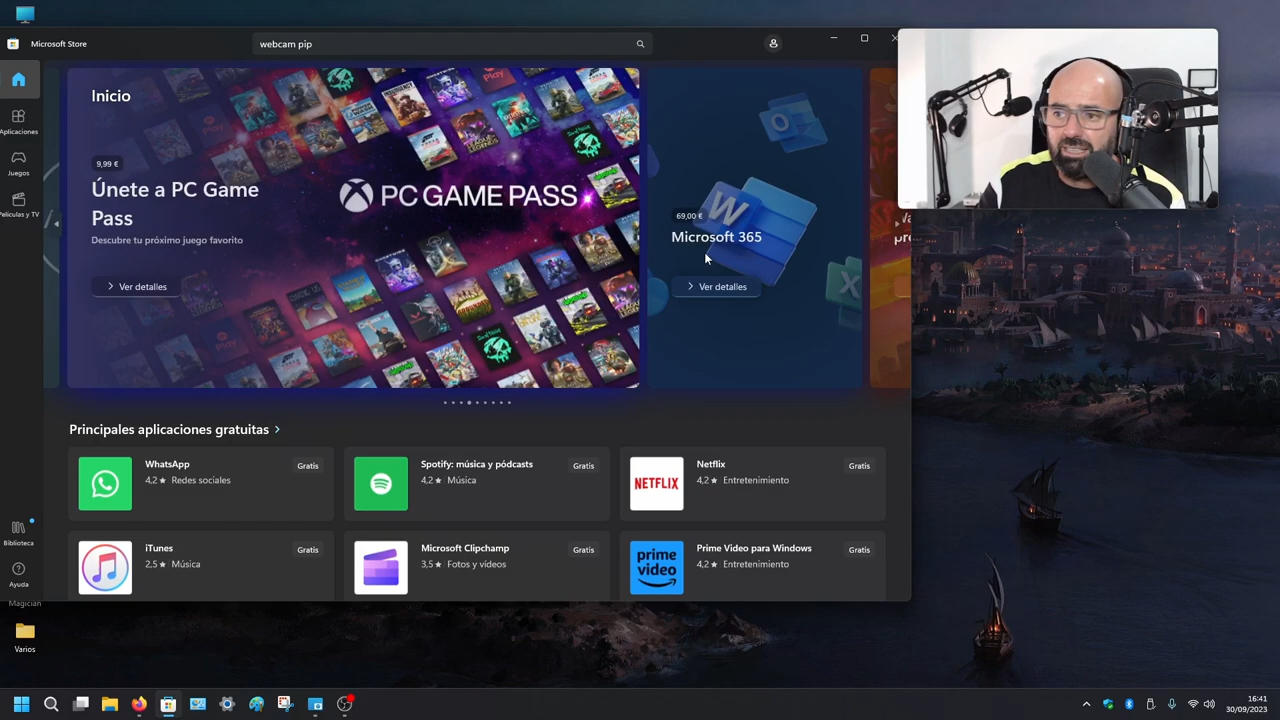 Microsoft Store
webcam pip
Inicio
Aplicaciones
Juegos
Películas y TV
Biblioteca
Ayuda
9,99 €
Únete a PC Game
Pass
Descubre tu próximo juego favorito
Ver detalles
PC GAME PASS
69,00 €
Microsoft 365
Ver detalles
Principales aplicaciones gratuitas
WhatsApp
Gratis
4,2 ★ Redes sociales
Spotify: música y pódcasts
Gratis
4,2 ★ Música
NETFLIX
Netflix
Gratis
4,2 ★ Entretenimiento
iTunes
Gratis
2,5 ★ Música
Microsoft Clipchamp
Gratis
3,5 ★ Fotos y vídeos
prime
video
Prime Video para Windows
Gratis
4,2 ★ Entretenimiento
Magician
Varios
16:41
30/09/2023